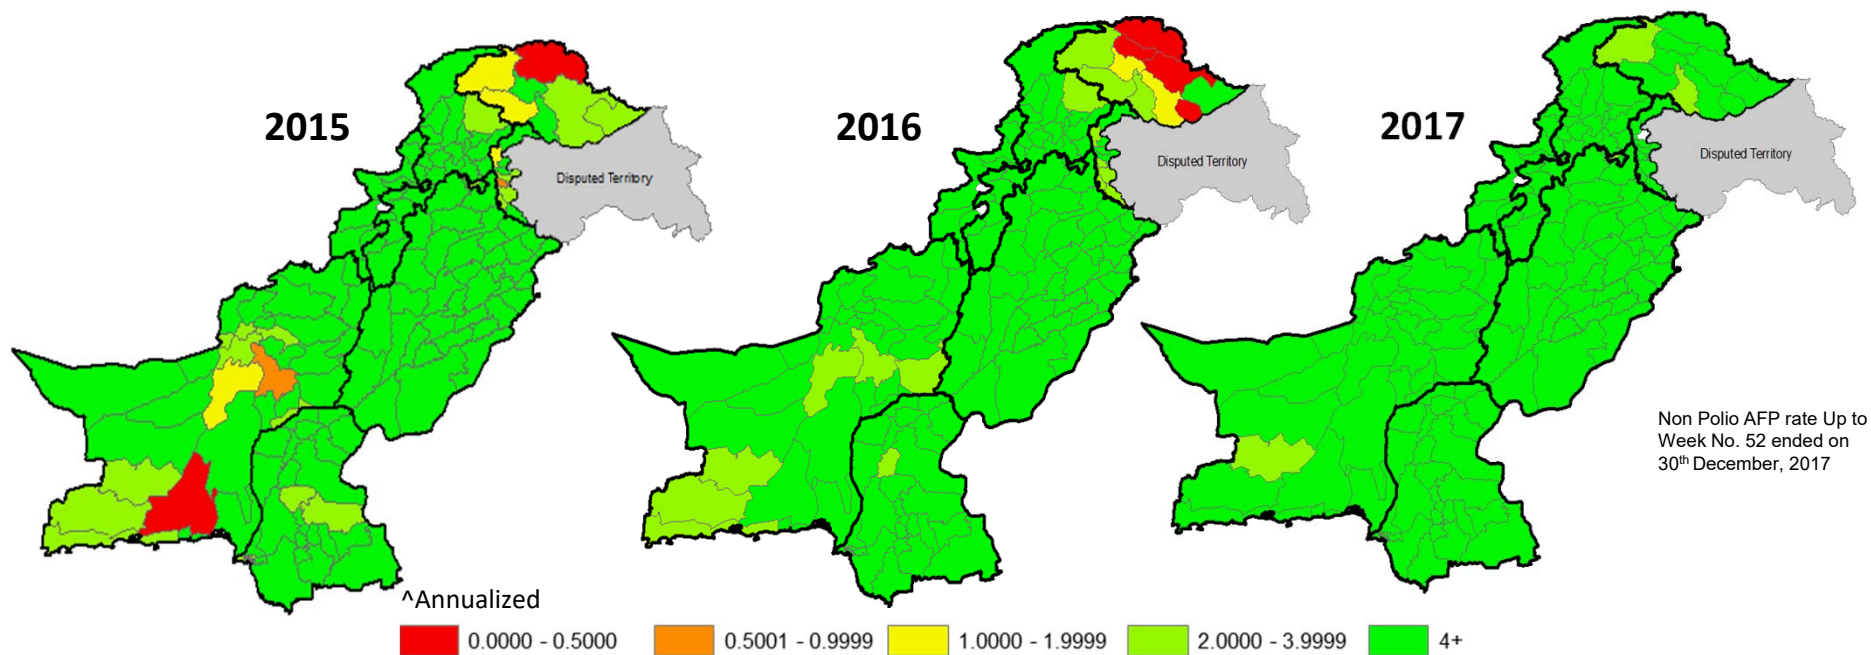 2015
2016
2017
Disputed Territory
Disputed Territory
Disputed Territory
Non Polio AFP rate Up to
Week No. 52 ended on
30th December, 2017
^Annualized
0.0000 - 0.5000
0.5001 - 0.9999
1.0000 - 1.9999
2.0000 - 3.9999
4+